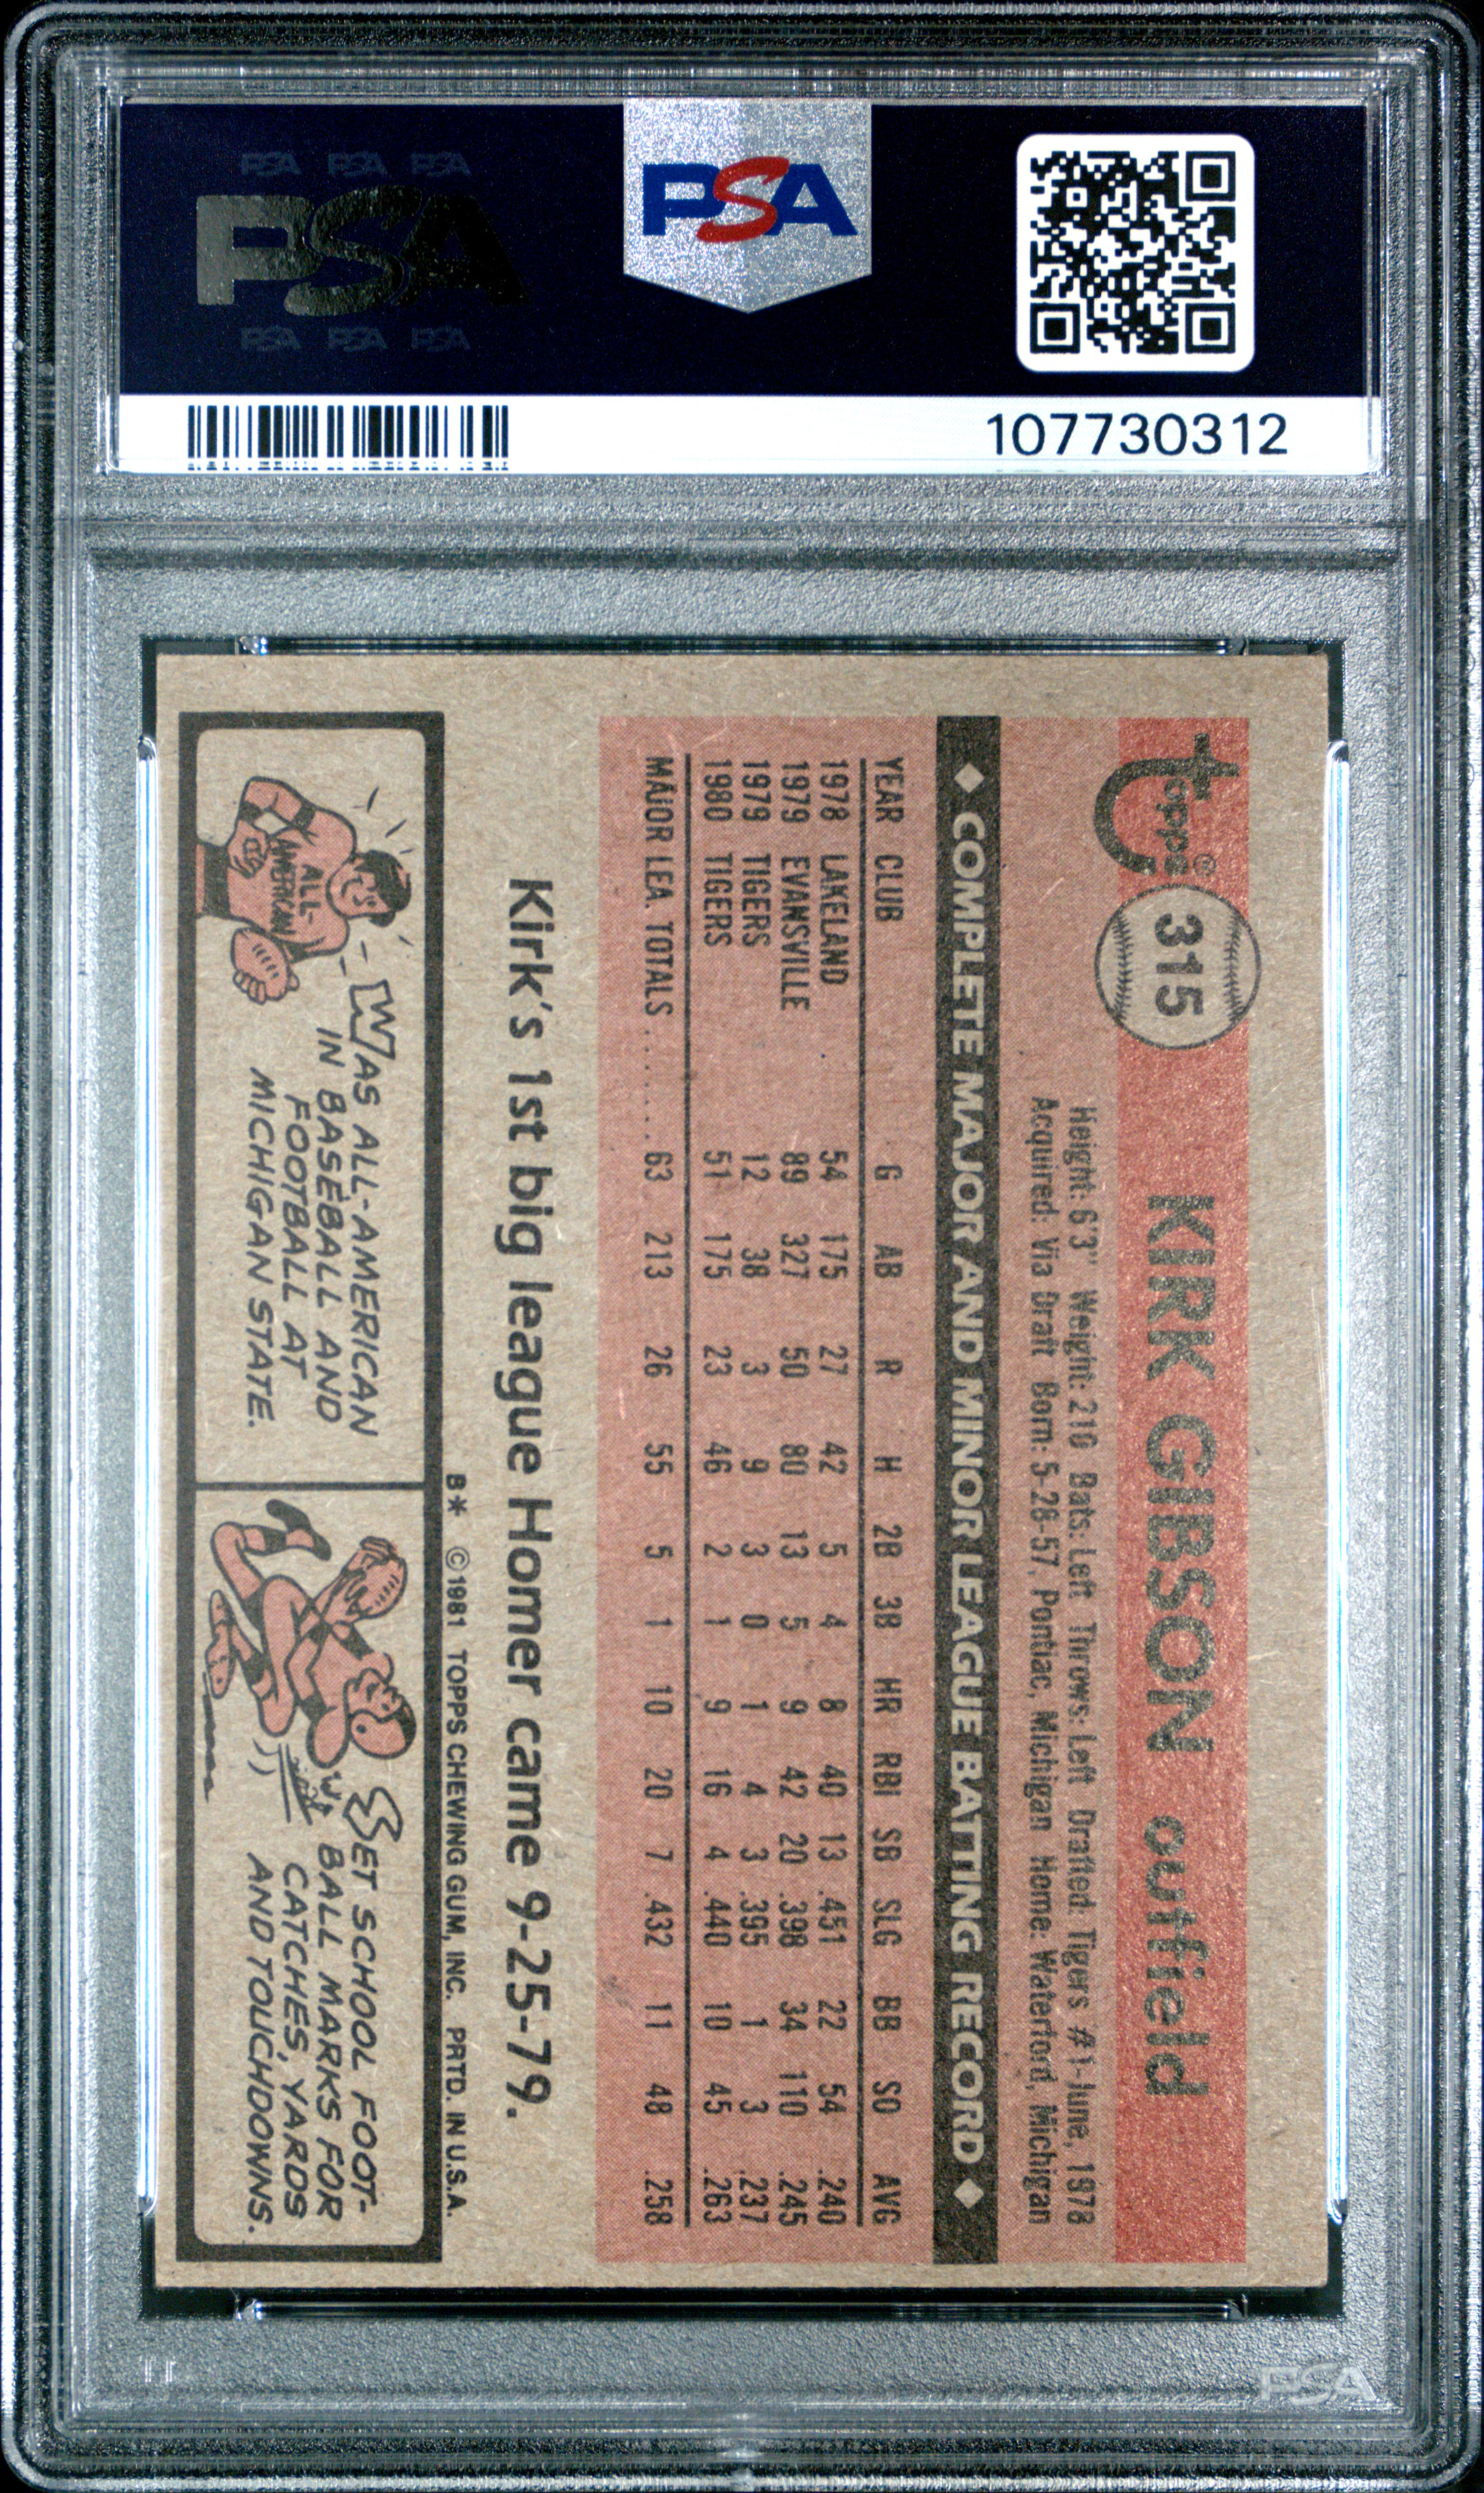 PSA PSA PSA
PSA
PSA PSA PSA
PSA
107730312
topps®
315
KIRK GIBSON outfield
Height: 6'3" Weight: 210 Bats: Left Throws: Left Drafted: Tigers #1-June, 1978
Acquired: Via Draft Born: 5-28-57, Pontiac, Michigan Home: Waterford, Michigan
◆ COMPLETE MAJOR AND MINOR LEAGUE BATTING RECORD ◆
YEAR CLUB G AB R H 2B 3B HR RBI SB SLG BB SO AVG
1978 LAKELAND 54 175 27 42 5 4 8 40 13 .451 22 54 .240
1979 EVANSVILLE 89 327 50 80 13 5 9 42 20 .398 34 110 .245
1979 TIGERS 12 38 3 9 3 0 1 4 3 .395 1 3 .237
1980 TIGERS 51 175 23 46 2 1 9 16 4 .440 10 45 .263
MAJOR LEA. TOTALS....... 63 213 26 55 5 1 10 20 7 .432 11 48 .258
Kirk's 1st big league Homer came 9-25-79.
B* ©1981 TOPPS CHEWING GUM, INC. PRTD. IN U.S.A.
ALL-
AMERICAN
WAS ALL-AMERICAN
IN BASEBALL AND
FOOTBALL AT
MICHIGAN STATE.
SET SCHOOL FOOT-
BALL MARKS FOR
CATCHES, YARDS
AND TOUCHDOWNS.
PSA